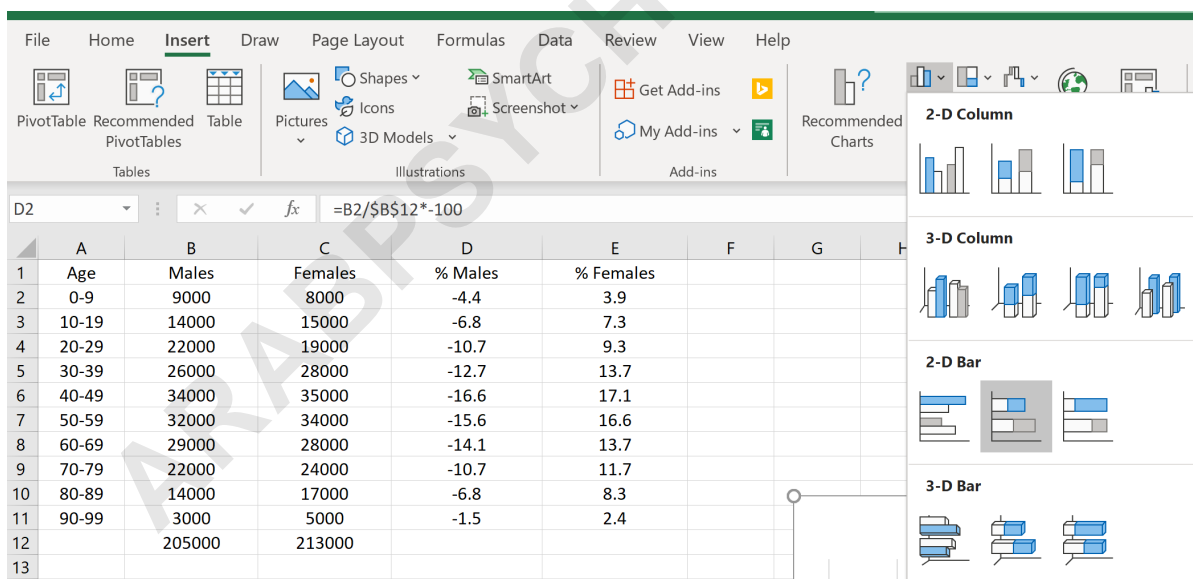 File Home Insert Draw Page Layout Formulas Data Review View Help
PivotTable Recommended PivotTables Table
Tables
Pictures Shapes Icons 3D Models SmartArt Screenshot
Illustrations
Get Add-ins
My Add-ins
Add-ins
Recommended Charts
D2 fx =B2/$B$12*-100
A B C D E F G H
1 Age Males Females % Males % Females
2 0-9 9000 8000 -4.4 3.9
3 10-19 14000 15000 -6.8 7.3
4 20-29 22000 19000 -10.7 9.3
5 30-39 26000 28000 -12.7 13.7
6 40-49 34000 35000 -16.6 17.1
7 50-59 32000 34000 -15.6 16.6
8 60-69 29000 28000 -14.1 13.7
9 70-79 22000 24000 -10.7 11.7
10 80-89 14000 17000 -6.8 8.3
11 90-99 3000 5000 -1.5 2.4
12 205000 213000
13
2-D Column
3-D Column
2-D Bar
3-D Bar
ARABPSYCH